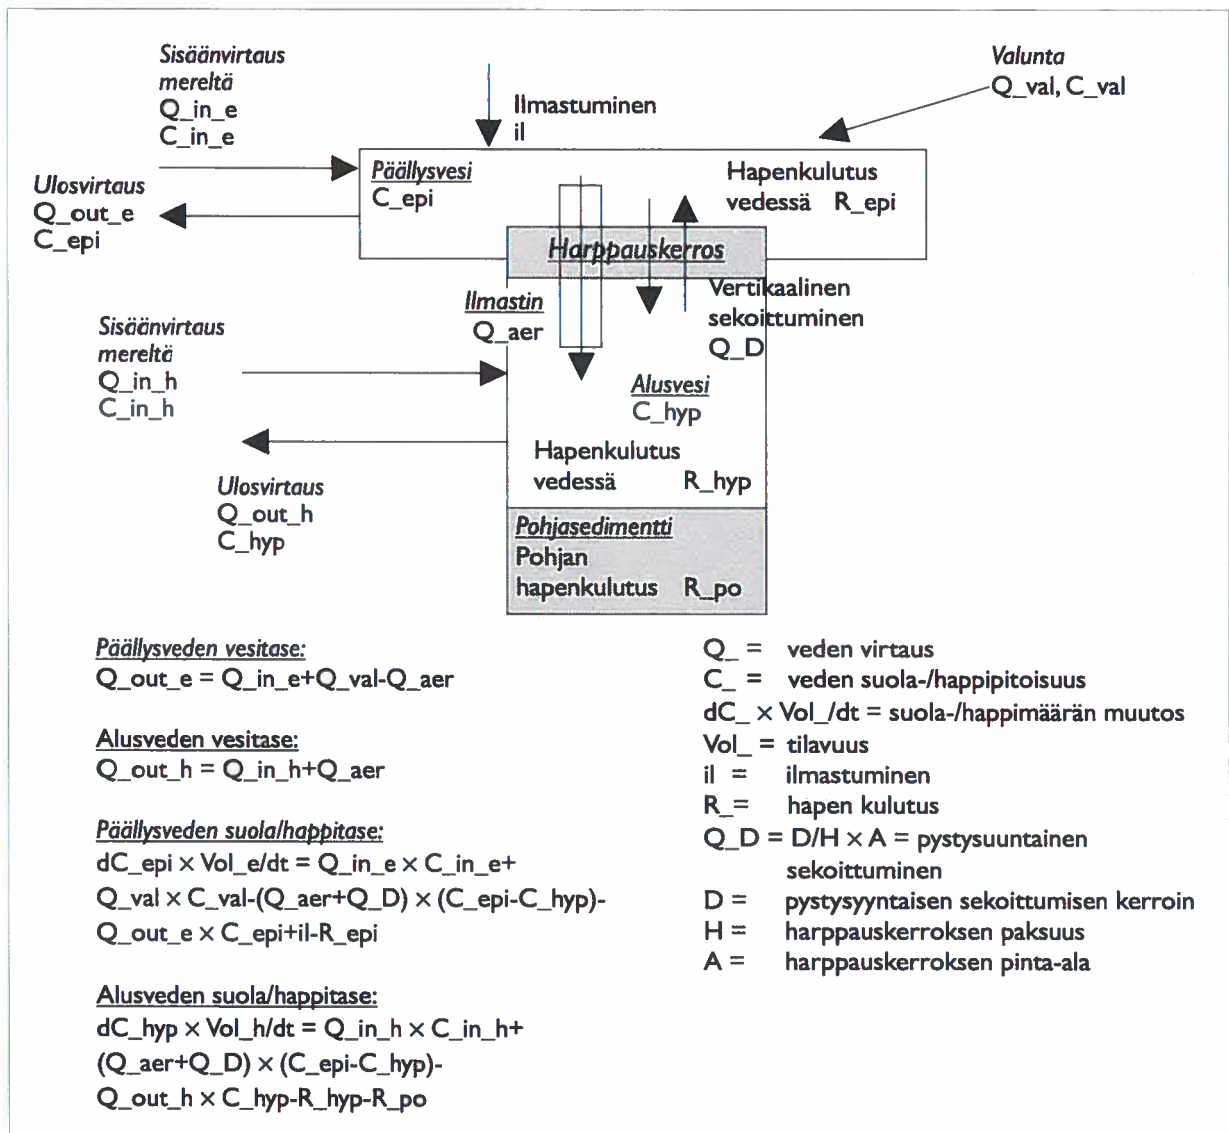 Sisäänvirtaus
mereltä
Q_in_e
C_in_e
Ilmastuminen
il
Valunta
Q_val, C_val
Ulosvirtaus
Q_out_e
C_epi
Päällysvesi
C_epi
Hapenkulutus
vedessä R_epi
Harppauskerros
Ilmastin
Q_aer
Vertikaalinen
sekoittuminen
Q_D
Sisäänvirtaus
mereltä
Q_in_h
C_in_h
Alusvesi
C_hyp
Hapenkulutus
vedessä R_hyp
Ulosvirtaus
Q_out_h
C_hyp
Pohjasedimentti
Pohjan
hapenkulutus R_po
Päällysveden vesitase:
Q_out_e = Q_in_e+Q_val-Q_aer
Alusveden vesitase:
Q_out_h = Q_in_h+Q_aer
Päällysveden suola/happitase:
dC_epi × Vol_e/dt = Q_in_e × C_in_e+
Q_val × C_val-(Q_aer+Q_D) × (C_epi-C_hyp)-
Q_out_e × C_epi+il-R_epi
Alusveden suola/happitase:
dC_hyp × Vol_h/dt = Q_in_h × C_in_h+
(Q_aer+Q_D) × (C_epi-C_hyp)-
Q_out_h × C_hyp-R_hyp-R_po
Q_ = veden virtaus
C_ = veden suola-/happipitoisuus
dC_ × Vol_/dt = suola-/happimäärän muutos
Vol_ = tilavuus
il = ilmastuminen
R_= hapen kulutus
Q_D = D/H × A = pystysuuntainen
sekoittuminen
D = pystysyyntaisen sekoittumisen kerroin
H = harppauskerroksen paksuus
A = harppauskerroksen pinta-ala